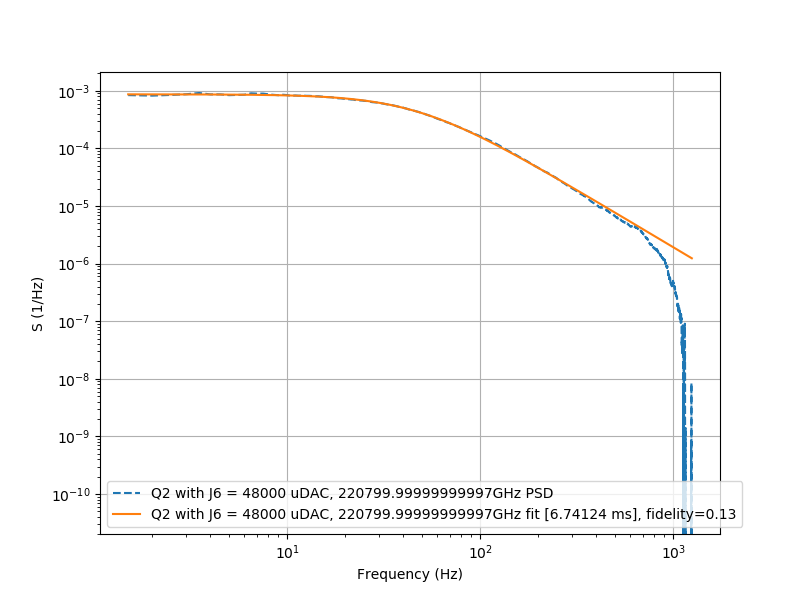 S (1/Hz)
10⁻³
10⁻⁴
10⁻⁵
10⁻⁶
10⁻⁷
10⁻⁸
10⁻⁹
10⁻¹⁰
Q2 with J6 = 48000 uDAC, 220799.99999999997GHz PSD
Q2 with J6 = 48000 uDAC, 220799.99999999997GHz fit [6.74124 ms], fidelity=0.13
10¹ 10² 10³
Frequency (Hz)